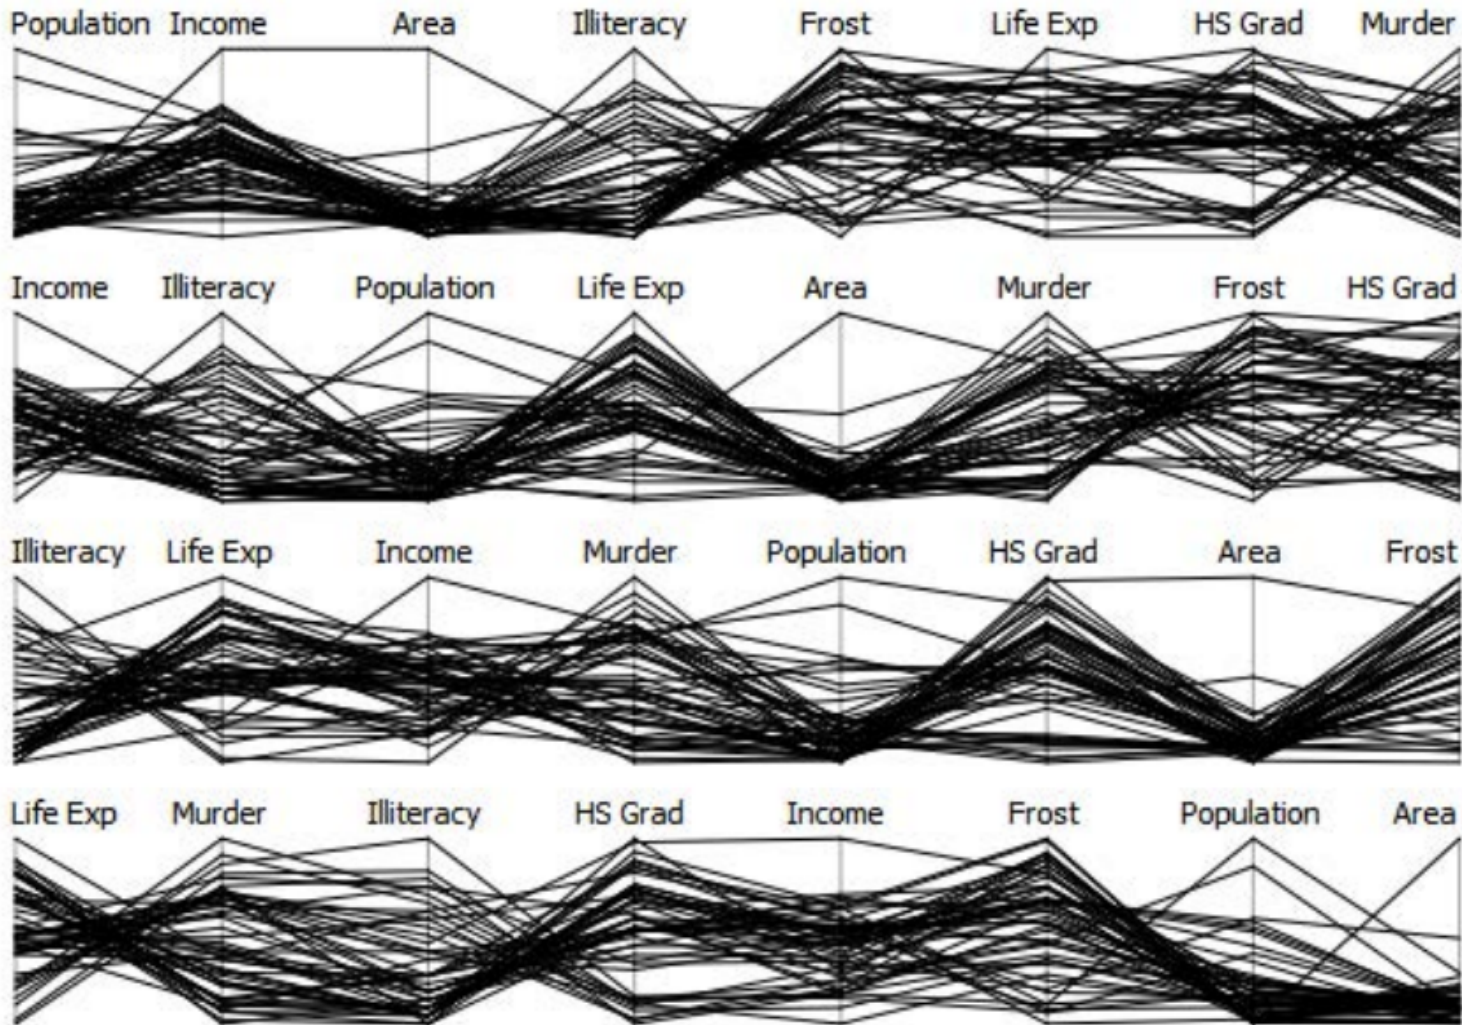 Population Income Area Illiteracy Frost Life Exp HS Grad Murder
Income Illiteracy Population Life Exp Area Murder Frost HS Grad
Illiteracy Life Exp Income Murder Population HS Grad Area Frost
Life Exp Murder Illiteracy HS Grad Income Frost Population Area